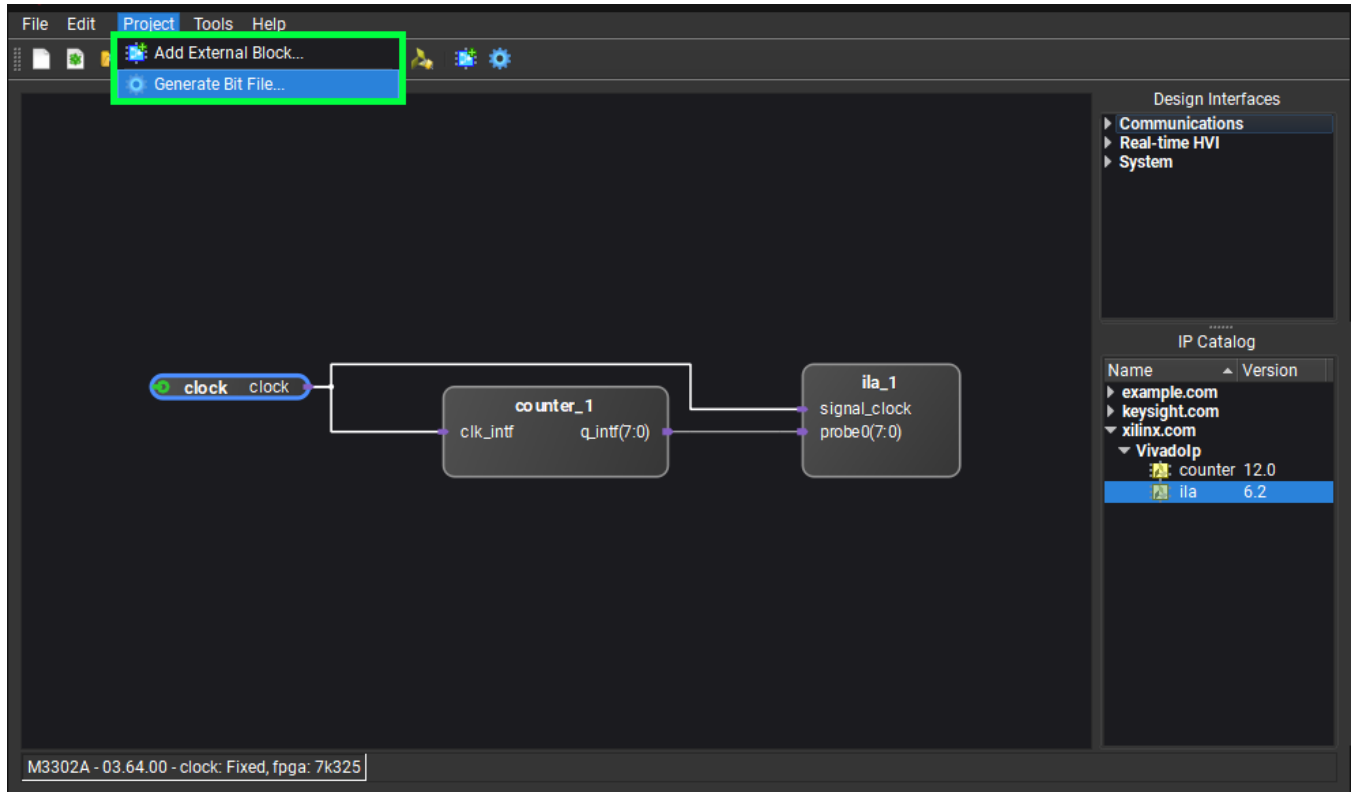 File Edit Project Tools Help
Add External Block...
Generate Bit File...
Design Interfaces
Communications
Real-time HVI
System
clock clock
counter_1
clk_intf q_intf(7:0)
ila_1
signal_clock
probe0(7:0)
IP Catalog
Name Version
example.com
keysight.com
xilinx.com
VivadoIp
counter 12.0
ila 6.2
M3302A - 03.64.00 - clock: Fixed, fpga: 7k325